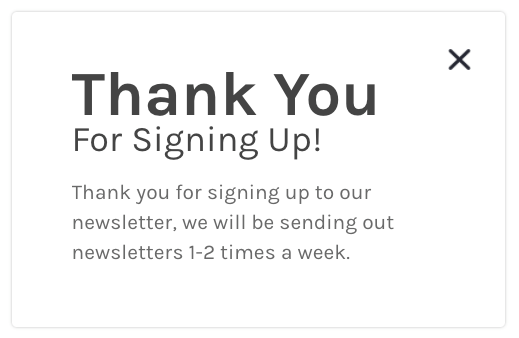 Thank You
For Signing Up!
Thank you for signing up to our
newsletter, we will be sending out
newsletters 1-2 times a week.